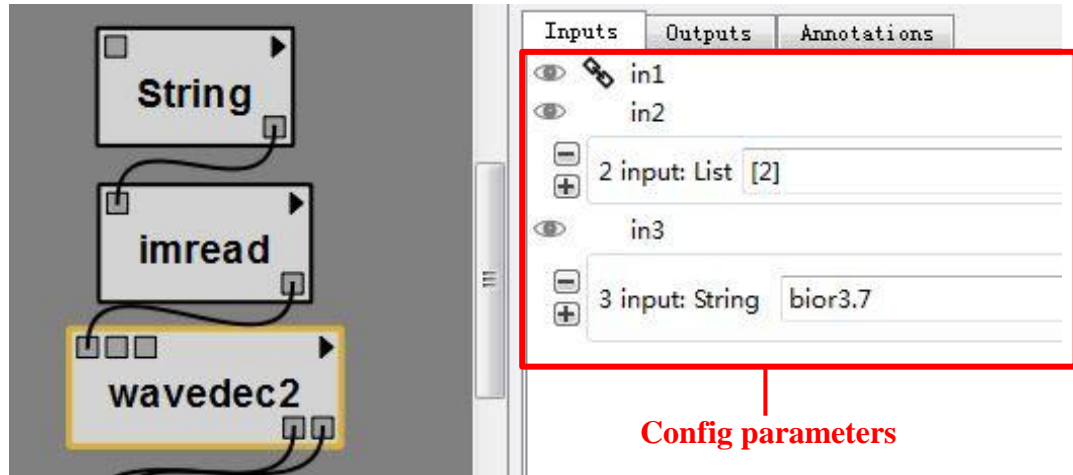 String
imread
wavedec2
Inputs Outputs Annotations
in1
in2
2 input: List [2]
in3
3 input: String bior3.7
Config parameters